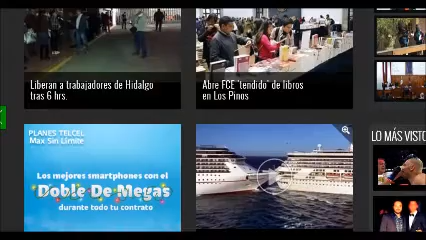 Liberan a trabajadores de Hidalgo
tras 6 hrs.
Abre FCE 'tendido' de libros
en Los Pinos
PLANES TELCEL
Max Sin Límite
Los mejores smartphones con el
Doble De Megas
durante todo tu contrato
LO MÁS VISTO